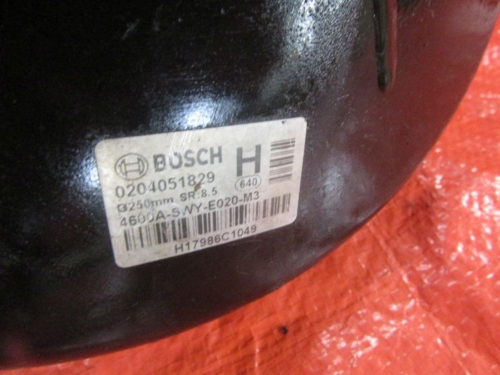 BOSCH H
0204051829 640
Ø250mm SR:8.5
4600A-SWY-E020-M3
H17986C1049